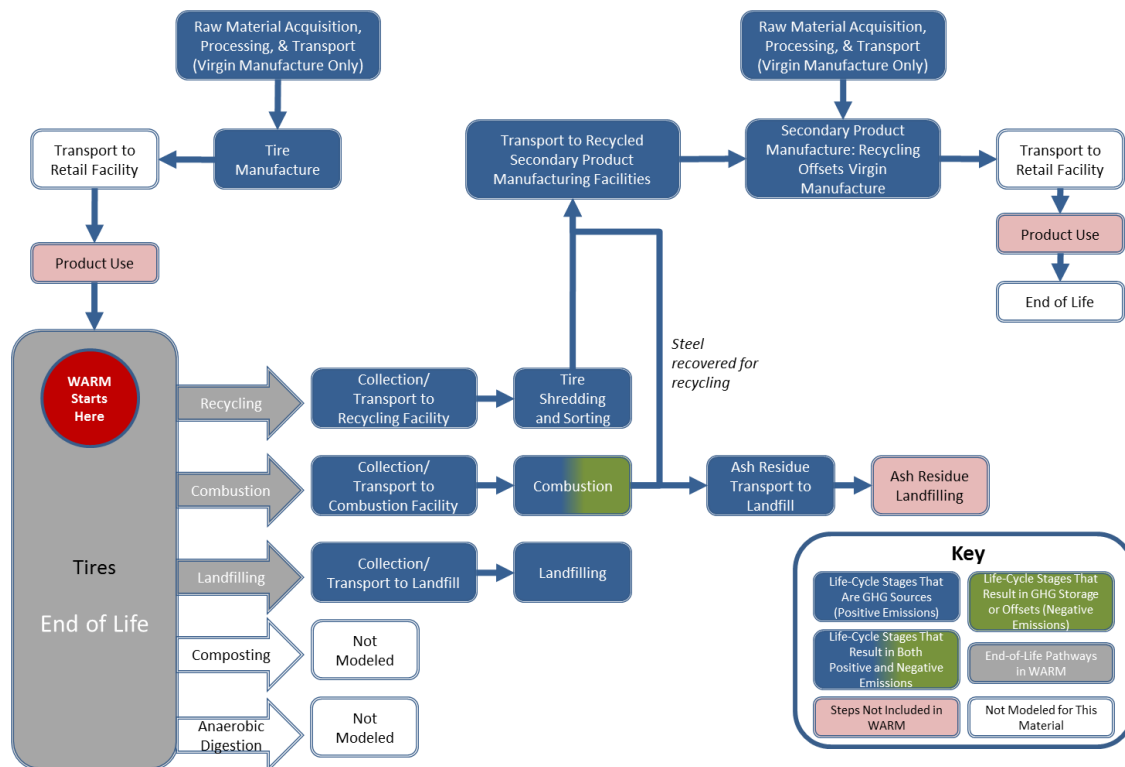 Raw Material Acquisition,
Processing, & Transport
(Virgin Manufacture Only)
Raw Material Acquisition,
Processing, & Transport
(Virgin Manufacture Only)
Transport to
Retail Facility
Tire
Manufacture
Transport to Recycled
Secondary Product
Manufacturing Facilities
Secondary Product
Manufacture: Recycling
Offsets Virgin
Manufacture
Transport to
Retail Facility
Product Use
Product Use
End of Life
Steel
recovered for
recycling
WARM
Starts
Here
Tires
End of Life
Recycling
Collection/
Transport to
Recycling Facility
Tire
Shredding
and Sorting
Combustion
Collection/
Transport to
Combustion Facility
Combustion
Ash Residue
Transport to
Landfill
Ash Residue
Landfilling
Landfilling
Collection/
Transport to Landfill
Landfilling
Composting
Not
Modeled
Anaerobic
Digestion
Not
Modeled
Key
Life-Cycle Stages That
Are GHG Sources
(Positive Emissions)
Life-Cycle Stages That
Result in GHG Storage
or Offsets (Negative
Emissions)
Life-Cycle Stages That
Result in Both
Positive and Negative
Emissions
End-of-Life Pathways
in WARM
Steps Not Included in
WARM
Not Modeled for This
Material